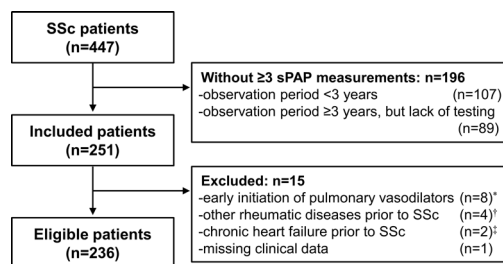 SSc patients
(n=447)
Without ≥3 sPAP measurements: n=196
-observation period <3 years (n=107)
-observation period ≥3 years, but lack of testing
(n=89)
Included patients
(n=251)
Excluded: n=15
-early initiation of pulmonary vasodilators (n=8)*
-other rheumatic diseases prior to SSc (n=4)†
-chronic heart failure prior to SSc (n=2)‡
-missing clinical data (n=1)
Eligible patients
(n=236)